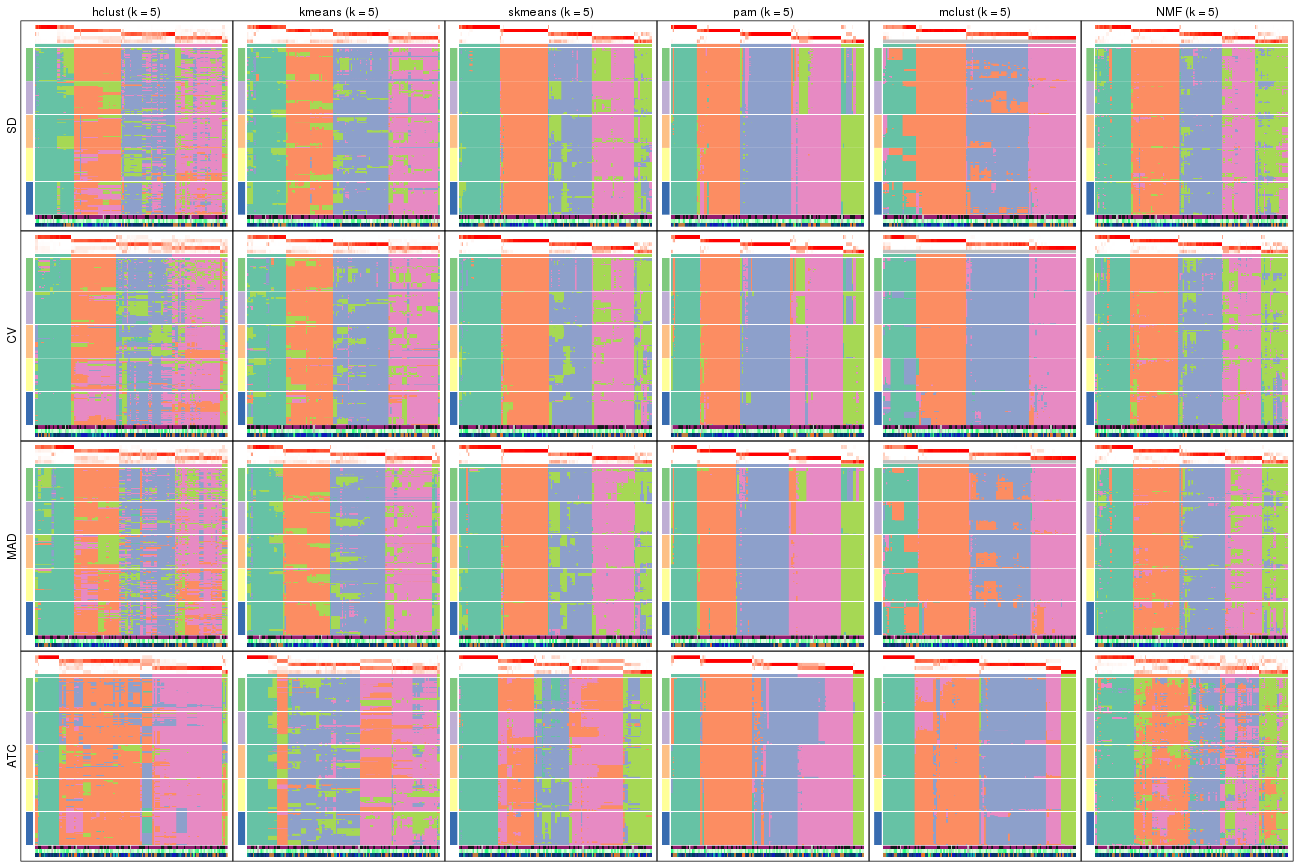 hclust (k = 5) kmeans (k = 5) skmeans (k = 5) pam (k = 5) mclust (k = 5) NMF (k = 5)
SD
CV
MAD
ATC